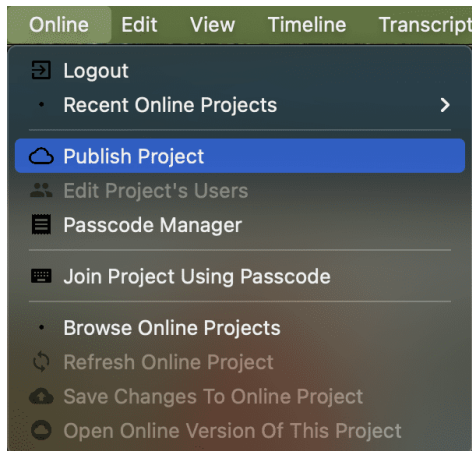 Online Edit View Timeline Transcript
Logout
Recent Online Projects
Publish Project
Edit Project's Users
Passcode Manager
Join Project Using Passcode
Browse Online Projects
Refresh Online Project
Save Changes To Online Project
Open Online Version Of This Project